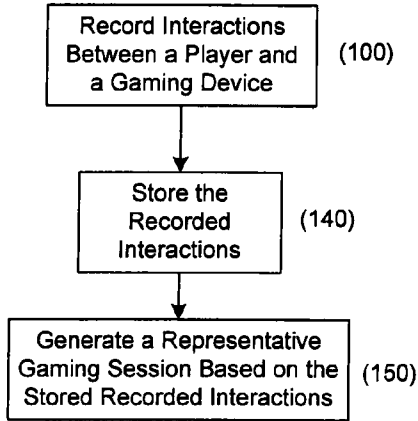 Record Interactions
Between a Player and
a Gaming Device
(100)
Store the
Recorded
Interactions
(140)
Generate a Representative
Gaming Session Based on the
Stored Recorded Interactions
(150)